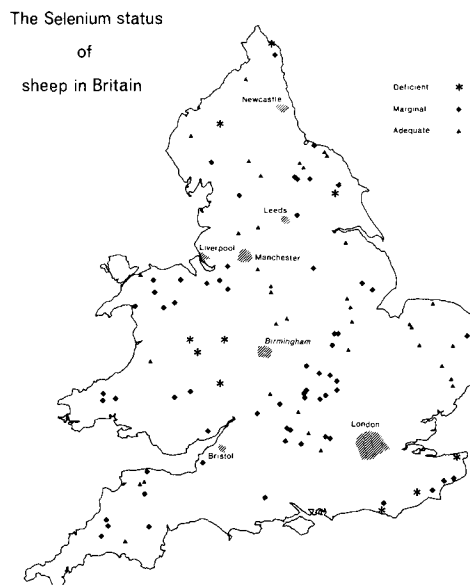 The Selenium status
of
sheep in Britain
Deficient
Marginal
Adequate
Newcastle
Leeds
Liverpool
Manchester
Birmingham
London
Bristol